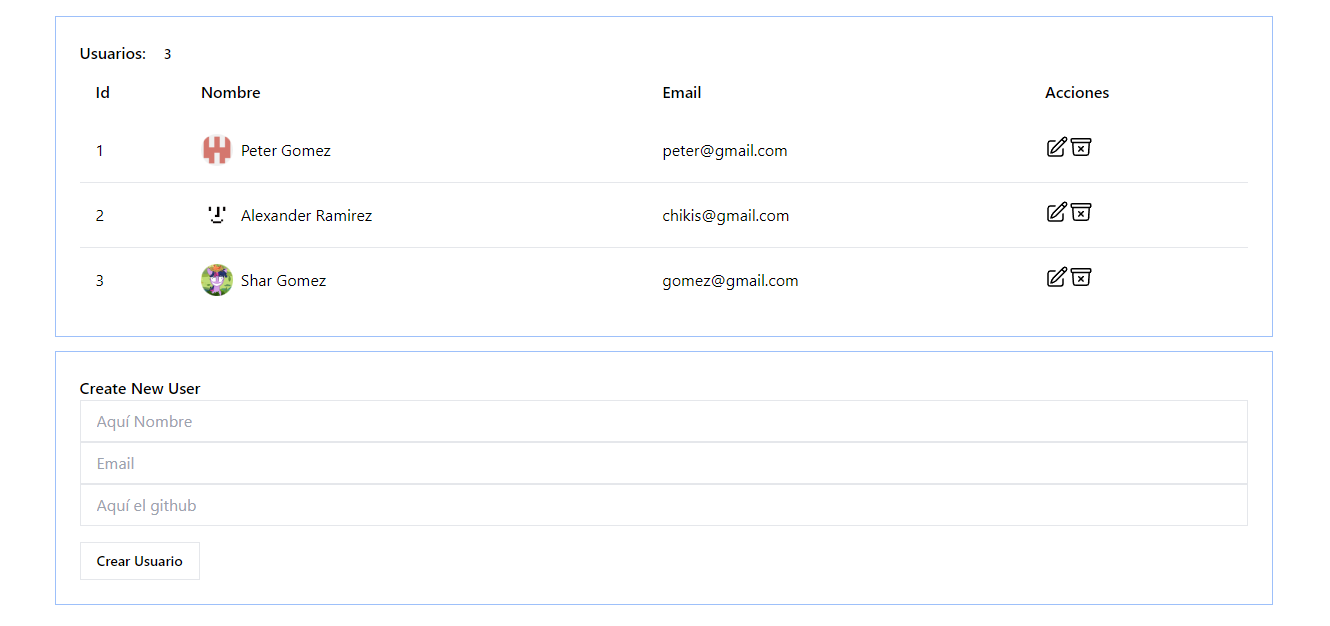 Usuarios: 3
Id Nombre Email Acciones
1 Peter Gomez peter@gmail.com
2 Alexander Ramirez chikis@gmail.com
3 Shar Gomez gomez@gmail.com
Create New User
Aquí Nombre
Email
Aquí el github
Crear Usuario